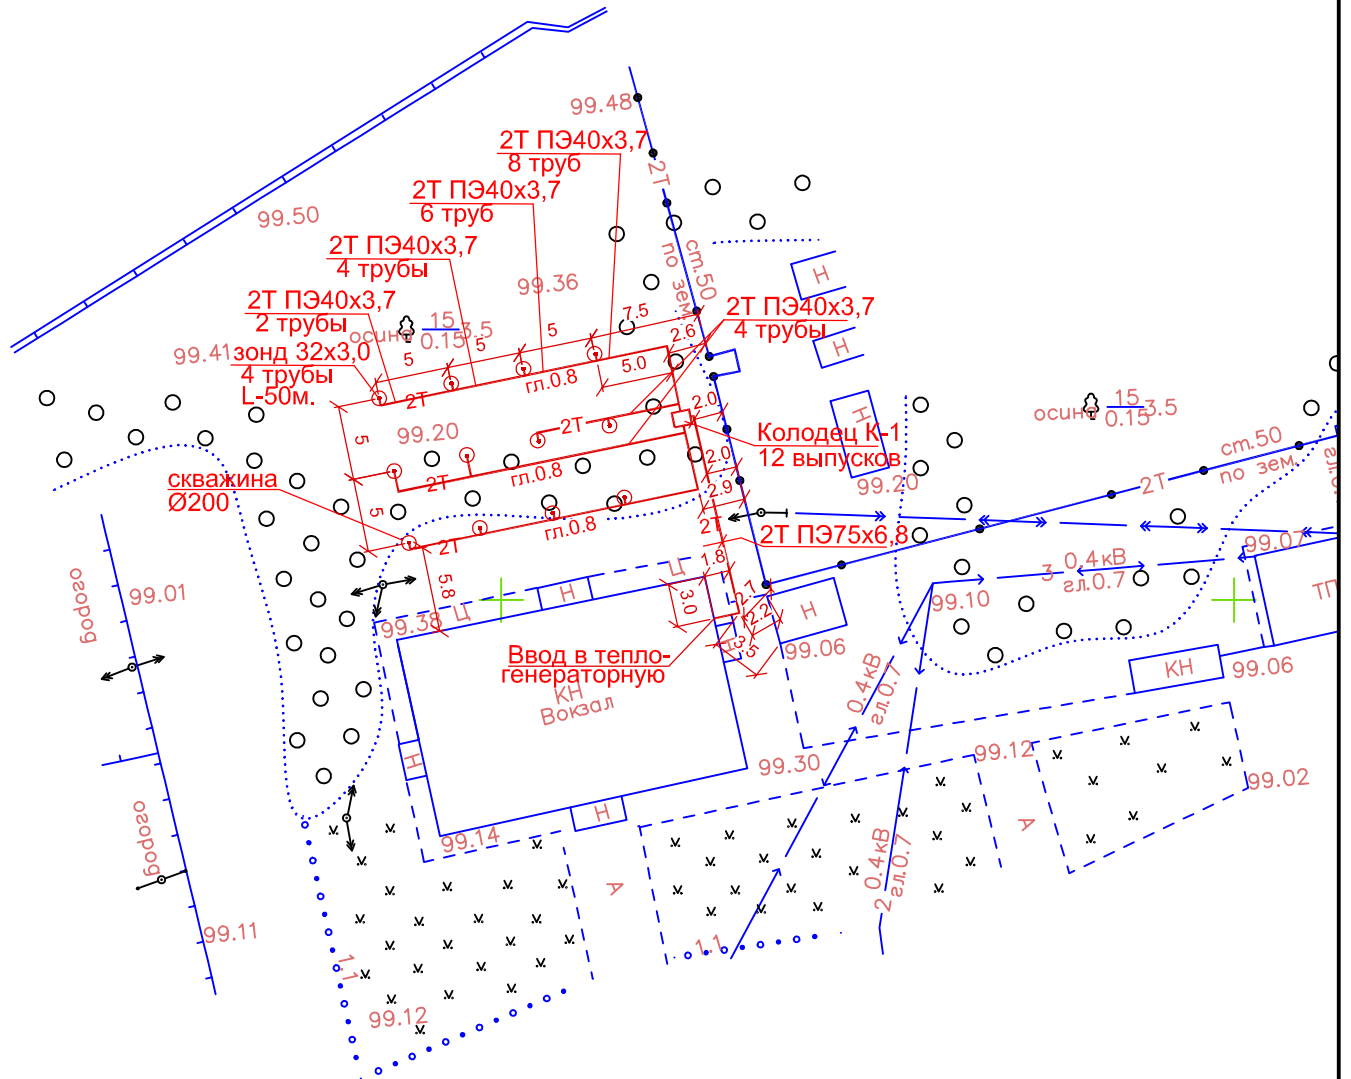 99.48
2Т ПЭ40х3,7
8 труб
2Т
2Т ПЭ40х3,7
6 труб
99.50
2Т ПЭ40х3,7
4 трубы
ст.50
по зем.
Н
99.36
2Т ПЭ40х3,7
2 трубы
7.5
2Т ПЭ40х3,7
4 трубы
осина
15
0.15
3.5
5
5
5
2.6
99.41
зонд 32х3,0
4 трубы
L-50м.
5.0
Н
гл.0.8
2Т
2.0
Н
осина
15
0.15
3.5
99.20
2Т
Колодец К-1
12 выпусков
5
2.0
ст.50
по зем.
скважина
Ø200
2Т
гл.0.8
2.9
99.20
2Т
5
гл.0.8
2Т
2Т
2Т ПЭ75х6,8
99.07
1.8
Ц
3
0.4кВ
гл.0.7
5.8
водого
99.01
Н
3.0
2.7
2.2
99.10
ТП
99.38
Ц
Н
Н
3.5
99.06
Ввод в тепло-
генераторную
КН
99.06
КН
Вокзал
0.4кВ
гл.0.7
Н
99.30
99.12
99.02
Н
водого
99.14
А
2
0.4кВ
гл.0.7
А
99.11
1.1
1.1
99.12